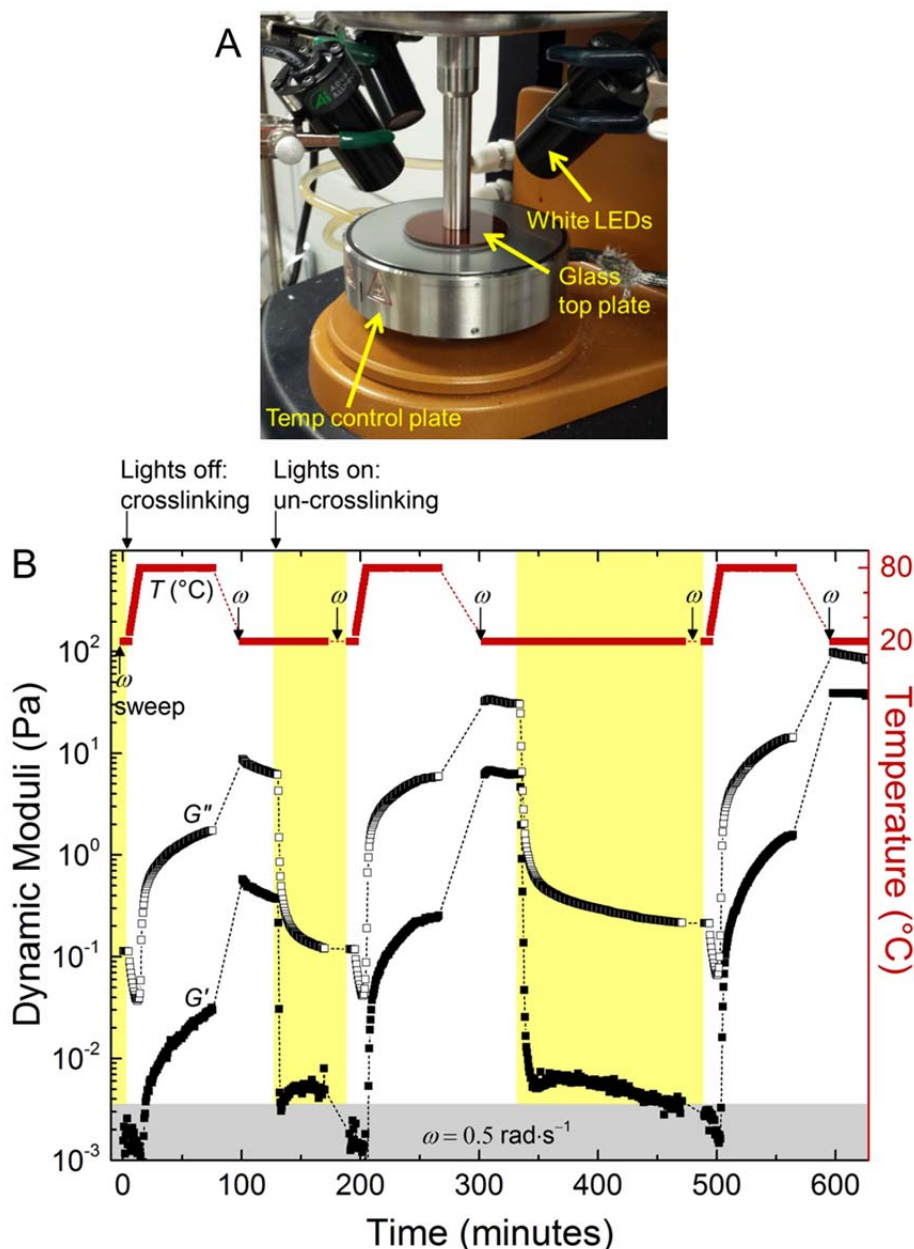 A
Ai
White LEDs
Glass
top plate
Temp control plate
Lights off:
crosslinking
Lights on:
un-crosslinking
B
T (°C)
ω
ω
ω
ω
ω
ω
sweep
G″
G′
ω = 0.5 rad·s⁻¹
10²
10¹
10⁰
10⁻¹
10⁻²
10⁻³
Dynamic Moduli (Pa)
80
20
Temperature (°C)
0
100
200
300
400
500
600
Time (minutes)